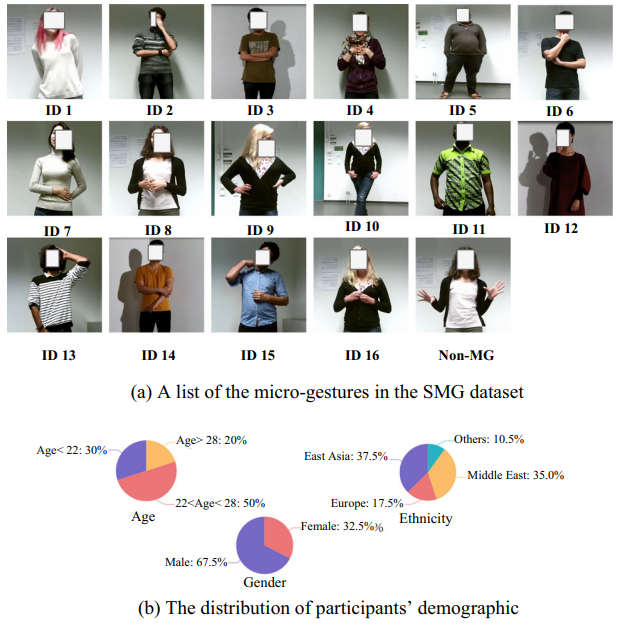 ID 1 ID 2 ID 3 ID 4 ID 5 ID 6
ID 7 ID 8 ID 9 ID 10 ID 11 ID 12
ID 13 ID 14 ID 15 ID 16 Non-MG
(a) A list of the micro-gestures in the SMG dataset
Age< 22: 30%
Age> 28: 20%
22<Age< 28: 50%
Age
East Asia: 37.5%
Others: 10.5%
Middle East: 35.0%
Europe: 17.5%
Ethnicity
Female: 32.5%%
Male: 67.5%
Gender
(b) The distribution of participants’ demographic